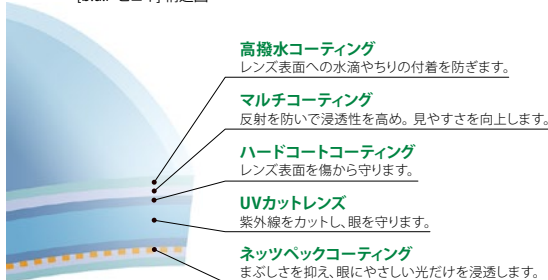 高撥水コーティング
レンズ表面への水滴やちりの付着を防ぎます。
マルチコーティング
反射を防いで浸透性を高め。見やすさを向上します。
ハードコートコーティング
レンズ表面を傷から守ります。
UVカットレンズ
紫外線をカットし、眼を守ります。
ネッツペックコーティング
まぶしさを抑え、眼にやさしい光だけを浸透します。